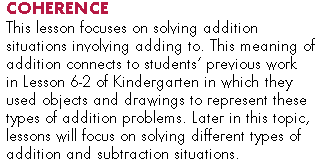 COHERENCE
This lesson focuses on solving addition
situations involving adding to. This meaning of
addition connects to students' previous work
in Lesson 6-2 of Kindergarten in which they
used objects and drawings to represent these
types of addition problems. Later in this topic,
lessons will focus on solving different types of
addition and subtraction situations.